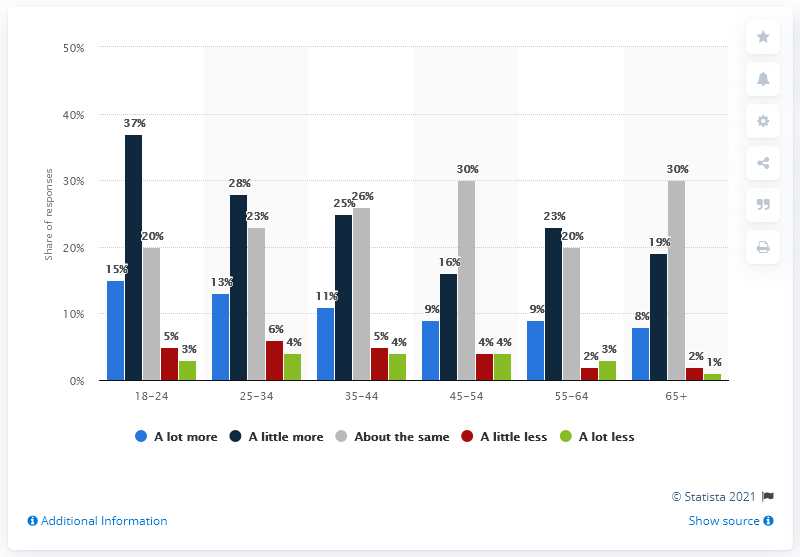 50%
40%
30%
20%
10%
0%
Share of responses
15% 37% 20% 5% 3%
13% 28% 23% 6% 4%
11% 25% 26% 5% 4%
9% 16% 30% 4% 4%
9% 23% 20% 2% 3%
8% 19% 30% 2% 1%
18-24 25-34 35-44 45-54 55-64 65+
A lot more A little more About the same A little less A lot less
© Statista 2021
Additional Information Show source